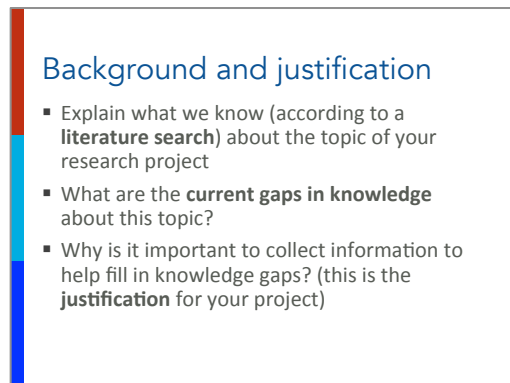 Background and justification
▪ Explain what we know (according to a
literature search) about the topic of your
research project
▪ What are the current gaps in knowledge
about this topic?
▪ Why is it important to collect information to
help fill in knowledge gaps? (this is the
justification for your project)